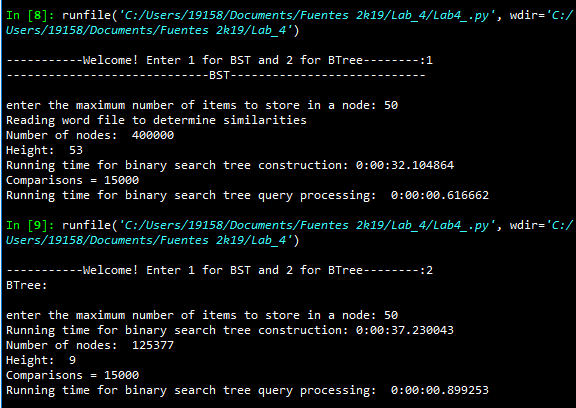 In [8]: runfile('C:/Users/19158/Documents/Fuentes 2k19/Lab_4/Lab4_.py', wdir='C:/
Users/19158/Documents/Fuentes 2k19/Lab_4')
-----------Welcome! Enter 1 for BST and 2 for BTree--------:1
-----------------------------BST----------------------------
enter the maximum number of items to store in a node: 50
Reading word file to determine similarities
Number of nodes:  400000
Height:  53
Running time for binary search tree construction: 0:00:32.104864
Comparisons = 15000
Running time for binary search tree query processing:  0:00:00.616662
In [9]: runfile('C:/Users/19158/Documents/Fuentes 2k19/Lab_4/Lab4_.py', wdir='C:/
Users/19158/Documents/Fuentes 2k19/Lab_4')
-----------Welcome! Enter 1 for BST and 2 for BTree--------:2
BTree:
enter the maximum number of items to store in a node: 50
Running time for binary search tree construction: 0:00:37.230043
Number of nodes:  125377
Height:  9
Comparisons = 15000
Running time for binary search tree query processing:  0:00:00.899253